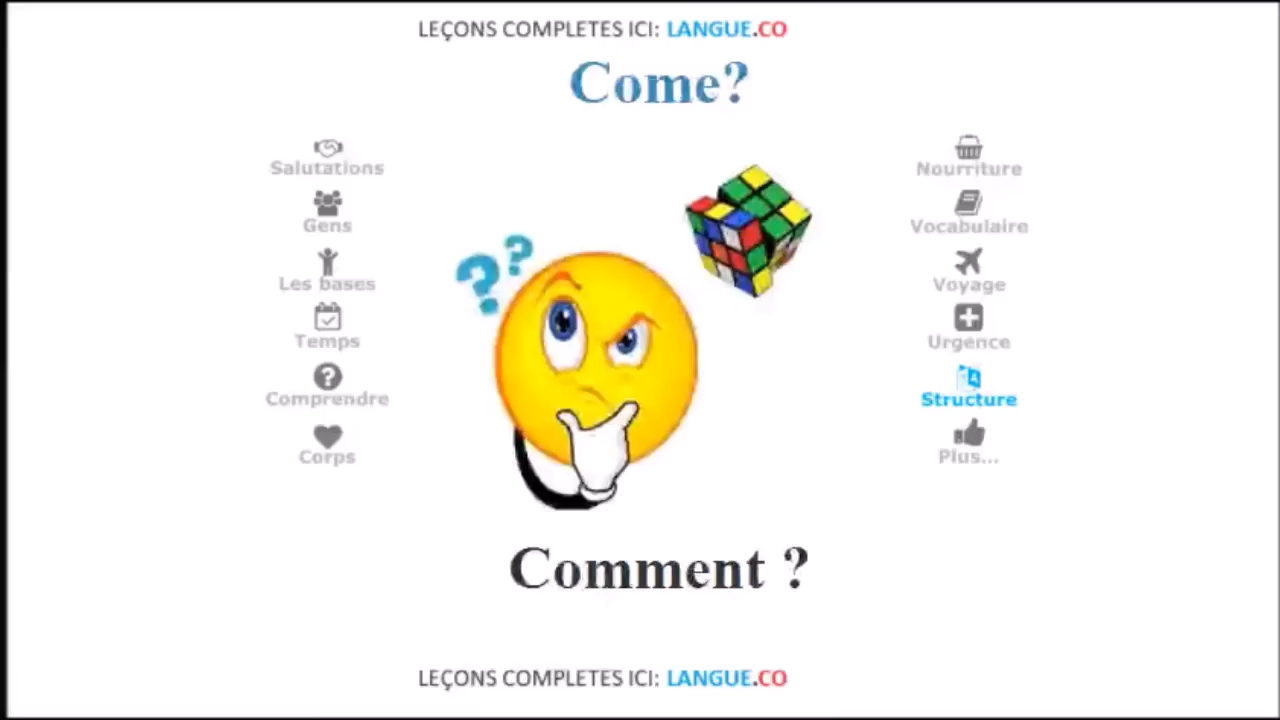 LEÇONS COMPLETES ICI: LANGUE.CO
Come?
Salutations
Gens
Les bases
Temps
Comprendre
Corps
Nourriture
Vocabulaire
Voyage
Urgence
Structure
Plus...
? ?
Comment ?
LEÇONS COMPLETES ICI: LANGUE.CO